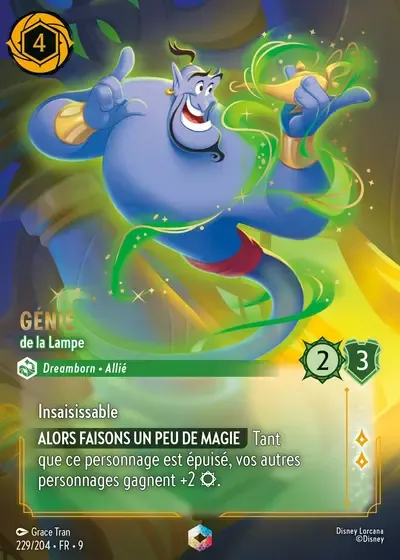 4
GÉNIE
de la Lampe
Dreamborn • Allié
2
3
Insaisissable
ALORS FAISONS UN PEU DE MAGIE Tant
que ce personnage est épuisé, vos autres
personnages gagnent +2 .
Grace Tran
229/204 • FR • 9
Disney Lorcana
©Disney